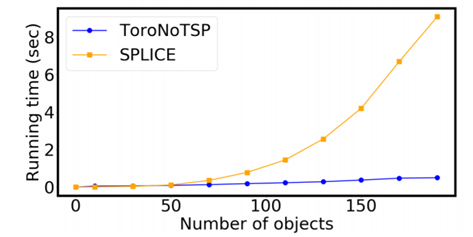 ToroNoTSP
SPLICE
Running time (sec)
8
6
4
2
0
0 50 100 150
Number of objects